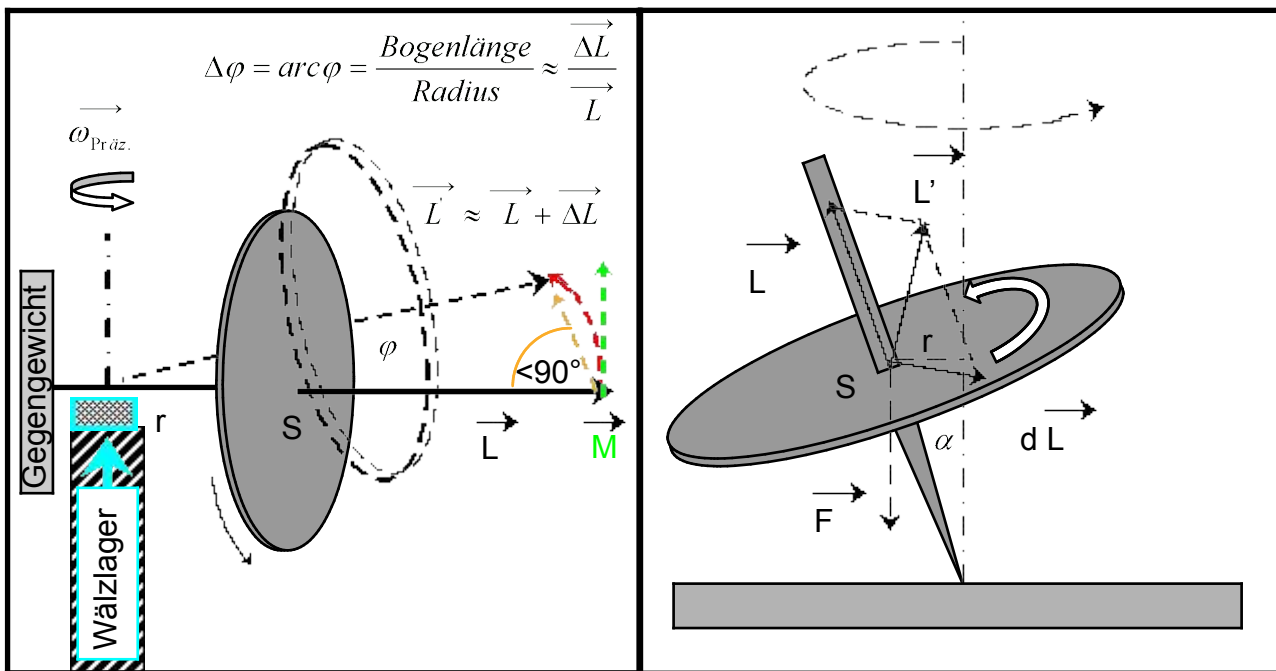 Δφ = arcφ = Bogenlänge / Radius ≈ ΔL / L
ω Präz.
L' ≈ L + ΔL
Gegengewicht
φ
<90°
r
S
L
M
Wälzlager
L'
L
r
S
α
d L
F